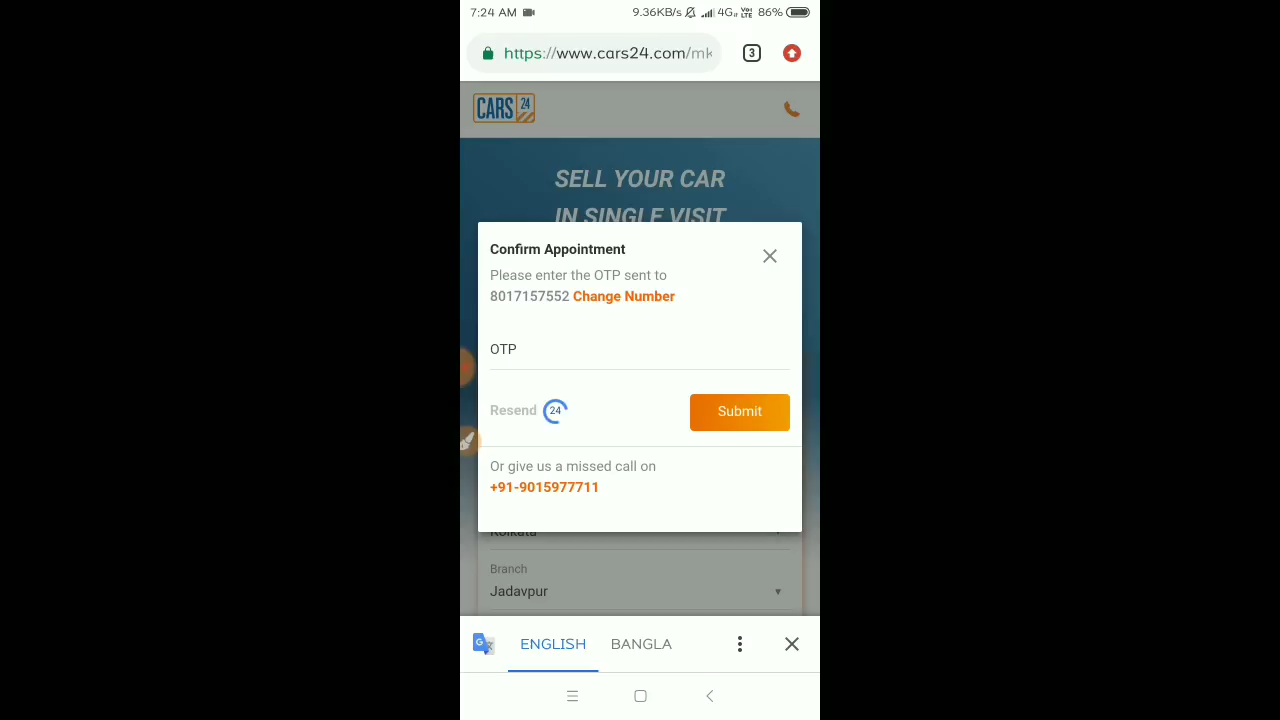 7:24 AM
9.36KB/s 4G VoLTE 86%
https://www.cars24.com/mk
3
CARS 24
SELL YOUR CAR
IN SINGLE VISIT
Confirm Appointment
Please enter the OTP sent to
8017157552 Change Number
OTP
Resend 24
Submit
Or give us a missed call on
+91-9015977711
Kolkata
Branch
Jadavpur
G ENGLISH BANGLA